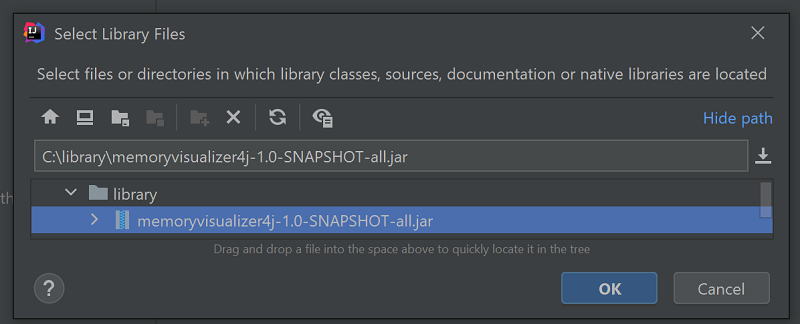 Select Library Files
Select files or directories in which library classes, sources, documentation or native libraries are located
Hide path
C:\library\memoryvisualizer4j-1.0-SNAPSHOT-all.jar
th
library
memoryvisualizer4j-1.0-SNAPSHOT-all.jar
Drag and drop a file into the space above to quickly locate it in the tree
?
OK
Cancel